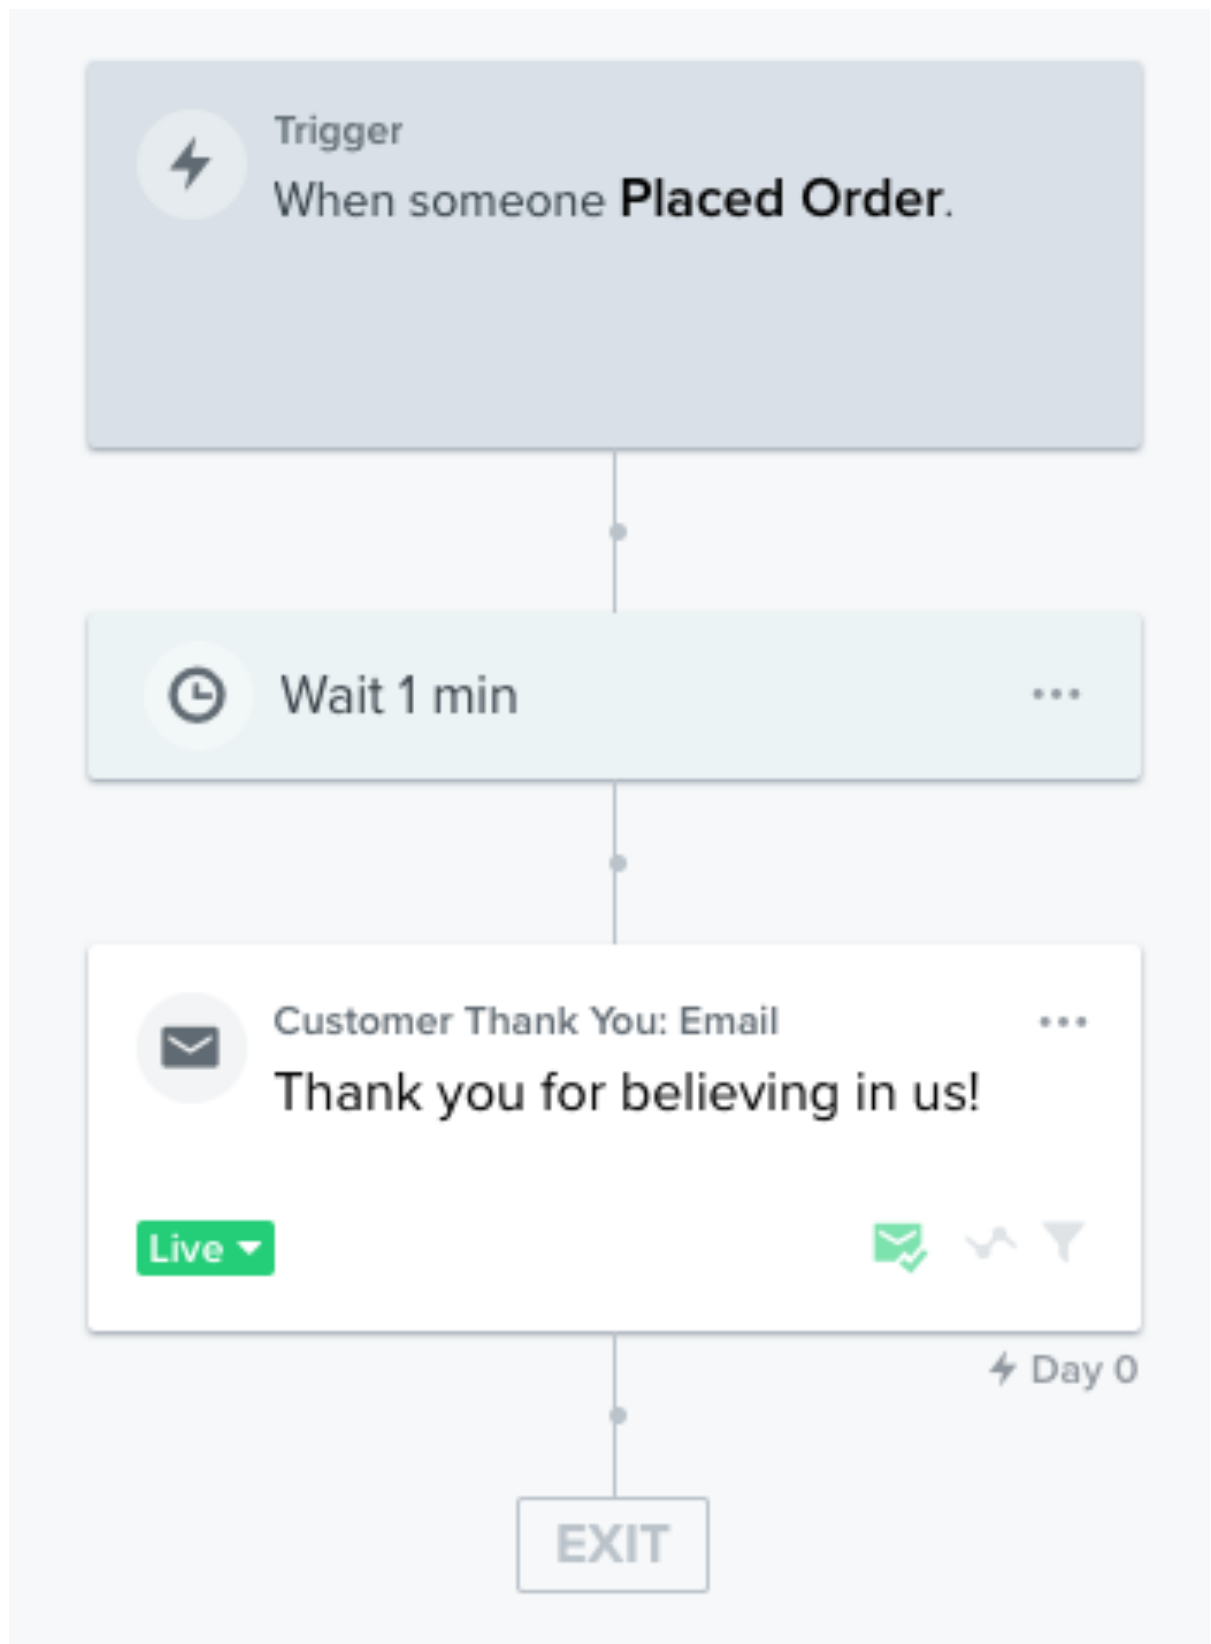 Trigger
When someone Placed Order.
Wait 1 min
Customer Thank You: Email
Thank you for believing in us!
Live
Day 0
EXIT